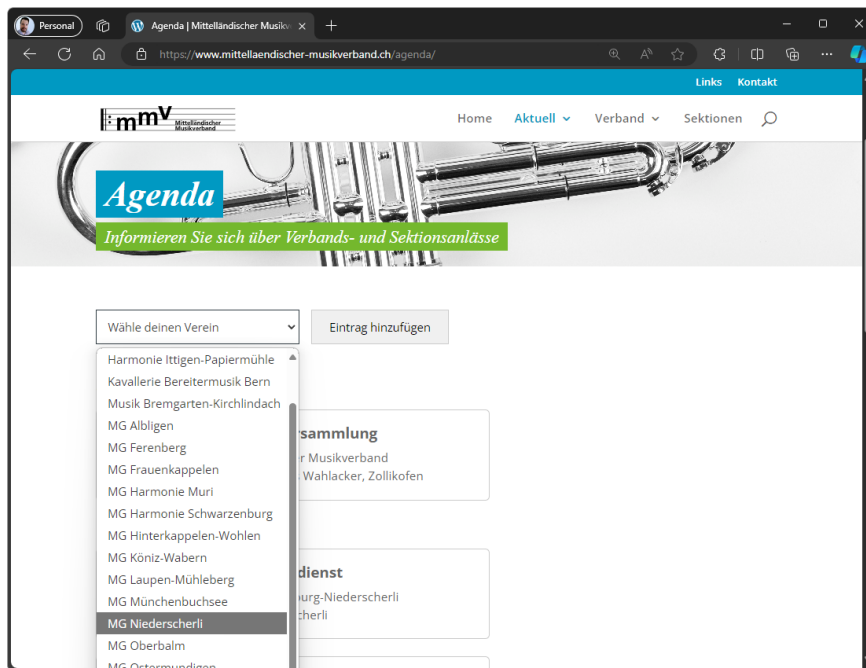 Personal
Agenda | Mittelländischer Musikv
https://www.mittellaendischer-musikverband.ch/agenda/
Links Kontakt
mmv Mittelländischer Musikverband
Home Aktuell Verband Sektionen
Agenda
Informieren Sie sich über Verbands- und Sektionsanlässe
Wähle deinen Verein
Eintrag hinzufügen
Harmonie Ittigen-Papiermühle
Kavallerie Bereitermusik Bern
Musik Bremgarten-Kirchlindach
MG Albligen
MG Ferenberg
MG Frauenkappelen
MG Harmonie Muri
MG Harmonie Schwarzenburg
MG Hinterkappelen-Wohlen
MG Köniz-Wabern
MG Laupen-Mühleberg
MG Münchenbuchsee
MG Niederscherli
MG Oberbalm
MG Ostermundigen
rsammlung
r Musikverband
Wahlacker, Zollikofen
dienst
urg-Niederscherli
cherli